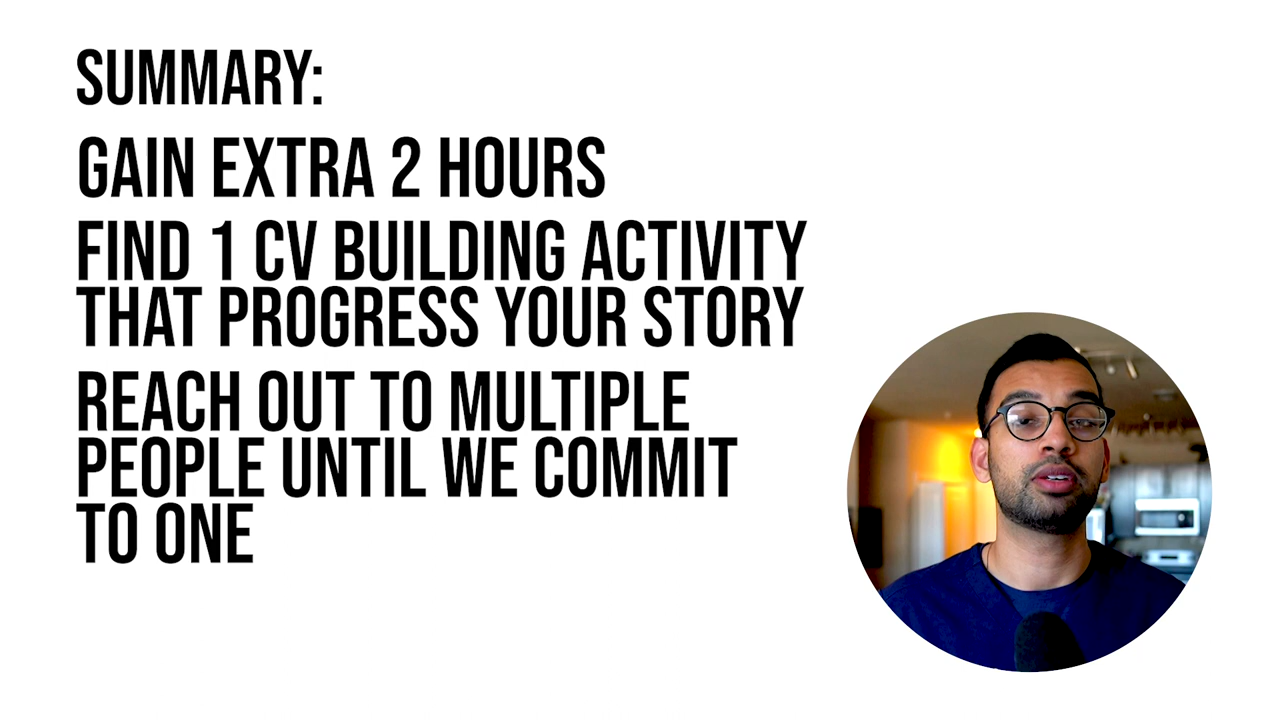 SUMMARY:
GAIN EXTRA 2 HOURS
FIND 1 CV BUILDING ACTIVITY
THAT PROGRESS YOUR STORY
REACH OUT TO MULTIPLE
PEOPLE UNTIL WE COMMIT
TO ONE